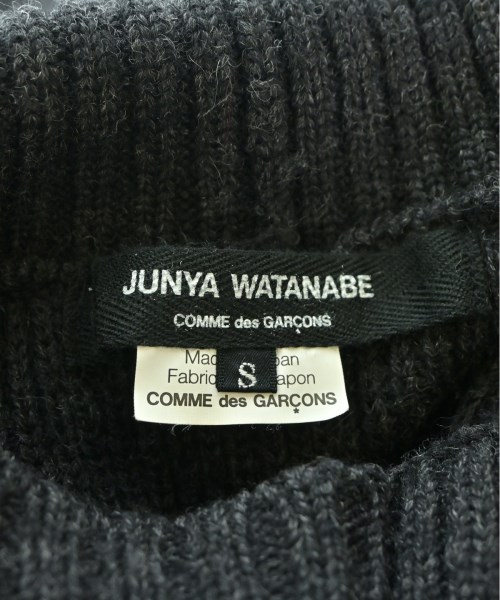 JUNYA WATANABE
COMME des GARÇONS
S
COMME des GARÇONS
*